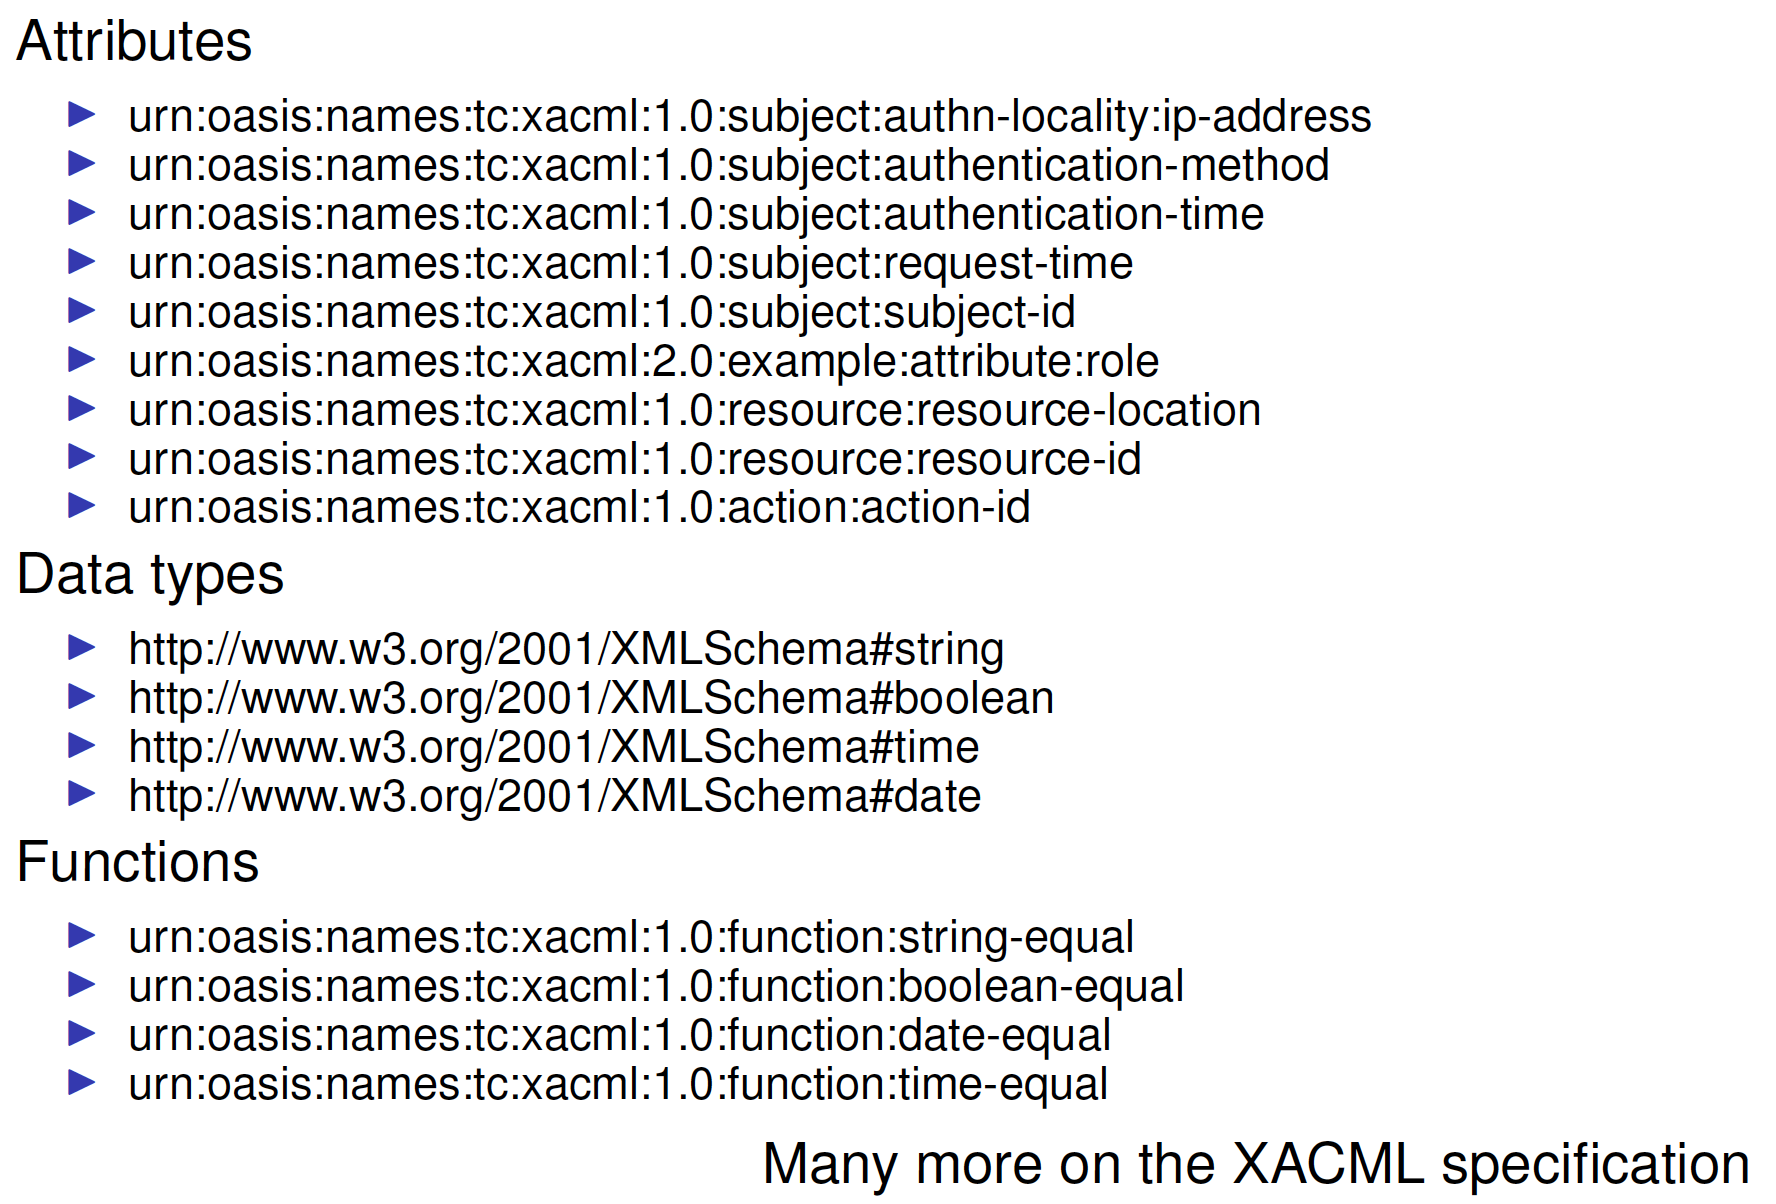 Attributes
urn:oasis:names:tc:xacml:1.0:subject:authn-locality:ip-address
urn:oasis:names:tc:xacml:1.0:subject:authentication-method
urn:oasis:names:tc:xacml:1.0:subject:authentication-time
urn:oasis:names:tc:xacml:1.0:subject:request-time
urn:oasis:names:tc:xacml:1.0:subject:subject-id
urn:oasis:names:tc:xacml:2.0:example:attribute:role
urn:oasis:names:tc:xacml:1.0:resource:resource-location
urn:oasis:names:tc:xacml:1.0:resource:resource-id
urn:oasis:names:tc:xacml:1.0:action:action-id
Data types
http://www.w3.org/2001/XMLSchema#string
http://www.w3.org/2001/XMLSchema#boolean
http://www.w3.org/2001/XMLSchema#time
http://www.w3.org/2001/XMLSchema#date
Functions
urn:oasis:names:tc:xacml:1.0:function:string-equal
urn:oasis:names:tc:xacml:1.0:function:boolean-equal
urn:oasis:names:tc:xacml:1.0:function:date-equal
urn:oasis:names:tc:xacml:1.0:function:time-equal
Many more on the XACML specification